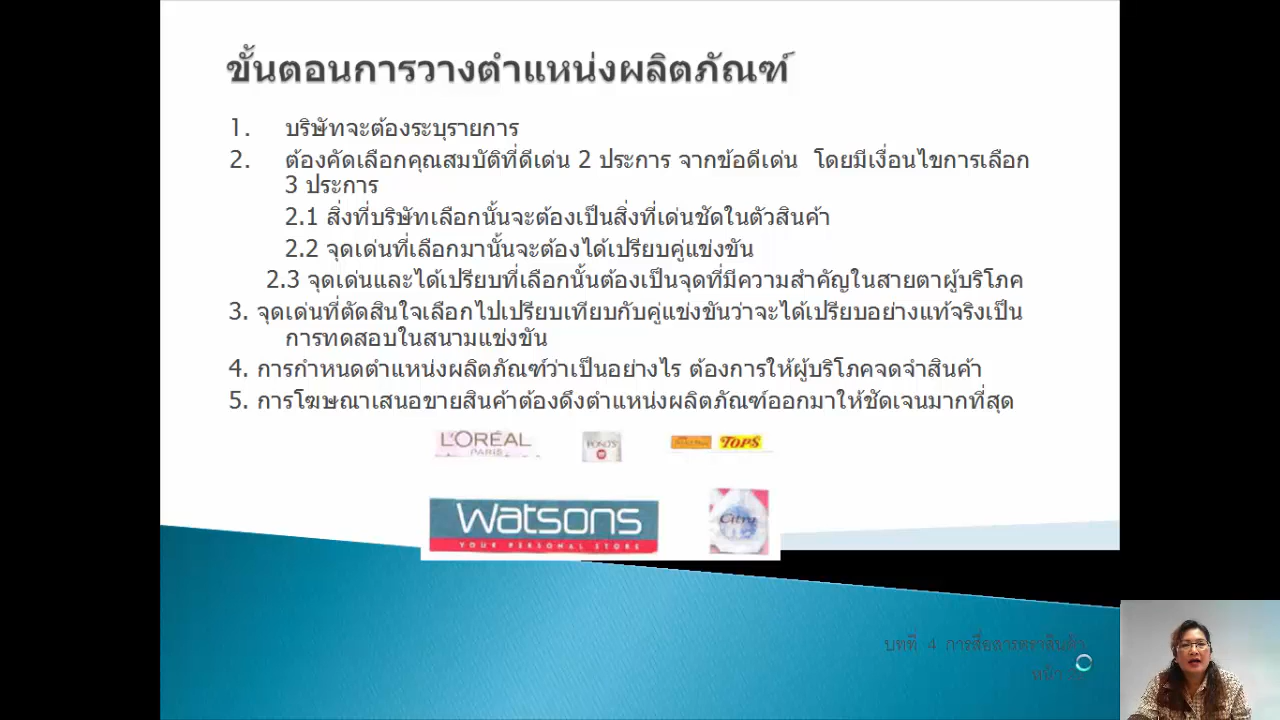 ขั้นตอนการวางตำแหน่งผลิตภัณฑ์
1. บริษัทจะต้องระบุรายการ
2. ต้องคัดเลือกคุณสมบัติที่ดีเด่น 2 ประการ จากข้อดีเด่น โดยมีเงื่อนไขการเลือก
3 ประการ
2.1 สิ่งที่บริษัทเลือกนั้นจะต้องเป็นสิ่งที่เด่นชัดในตัวสินค้า
2.2 จุดเด่นที่เลือกมานั้นจะต้องได้เปรียบคู่แข่งขัน
2.3 จุดเด่นและได้เปรียบที่เลือกนั้นต้องเป็นจุดที่มีความสำคัญในสายตาผู้บริโภค
3. จุดเด่นที่ตัดสินใจเลือกไปเปรียบเทียบกับคู่แข่งขันว่าจะได้เปรียบอย่างแท้จริงเป็น
การทดสอบในสนามแข่งขัน
4. การกำหนดตำแหน่งผลิตภัณฑ์ว่าเป็นอย่างไร ต้องการให้ผู้บริโภคจดจำสินค้า
5. การโฆษณาเสนอขายสินค้าต้องดึงตำแหน่งผลิตภัณฑ์ออกมาให้ชัดเจนมากที่สุด
L'ORÉAL
PARIS
POND'S
TOPS
watsons
YOUR PERSONAL STORE
Citra
บทที่ 4 การสื่อสารตราสินค้า
หน้า